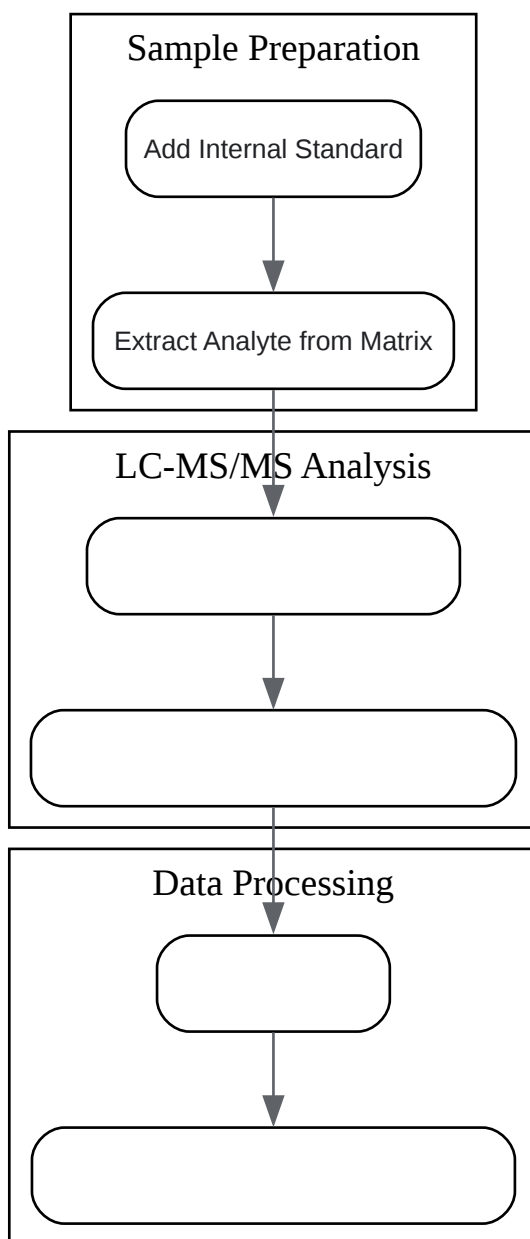 Sample Preparation
Add Internal Standard
Extract Analyte from Matrix
LC-MS/MS Analysis
Data Processing